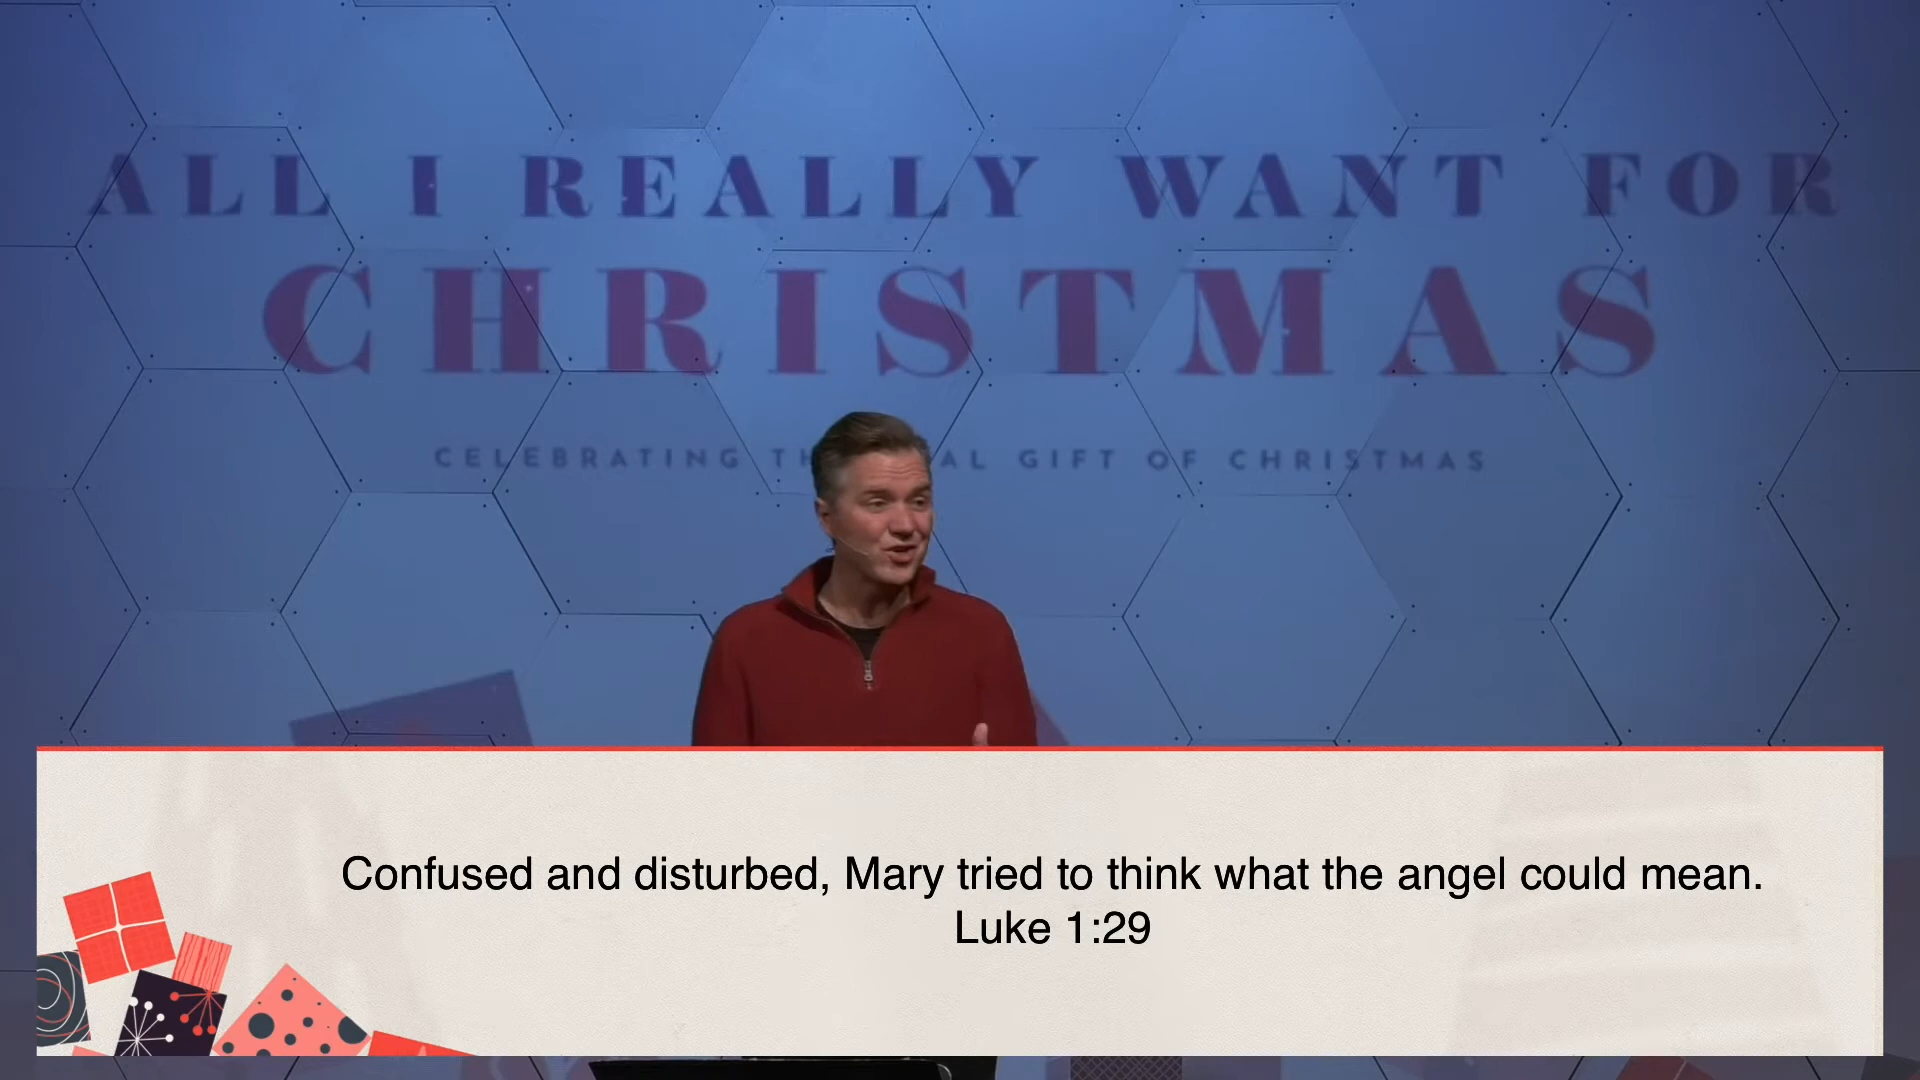 ALL I REALLY WANT FOR
CHRISTMAS
CELEBRATING TH AL GIFT OF CHRISTMAS
Confused and disturbed, Mary tried to think what the angel could mean.
Luke 1:29